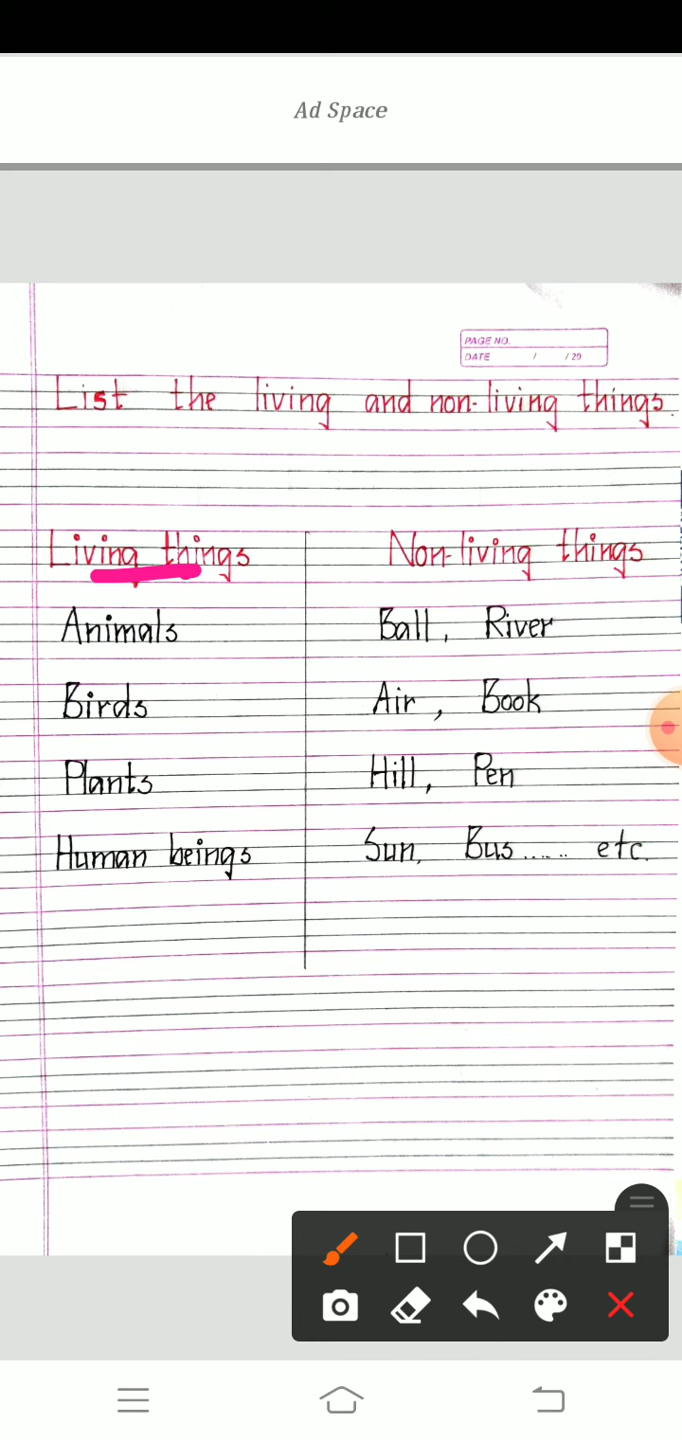 Ad Space
PAGE NO.
DATE / / 20
List the living and non-living things.
Living things Non-living things
Animals Ball, River
Birds Air, Book
Plants Hill, Pen
Human beings Sun, Bus...... etc.